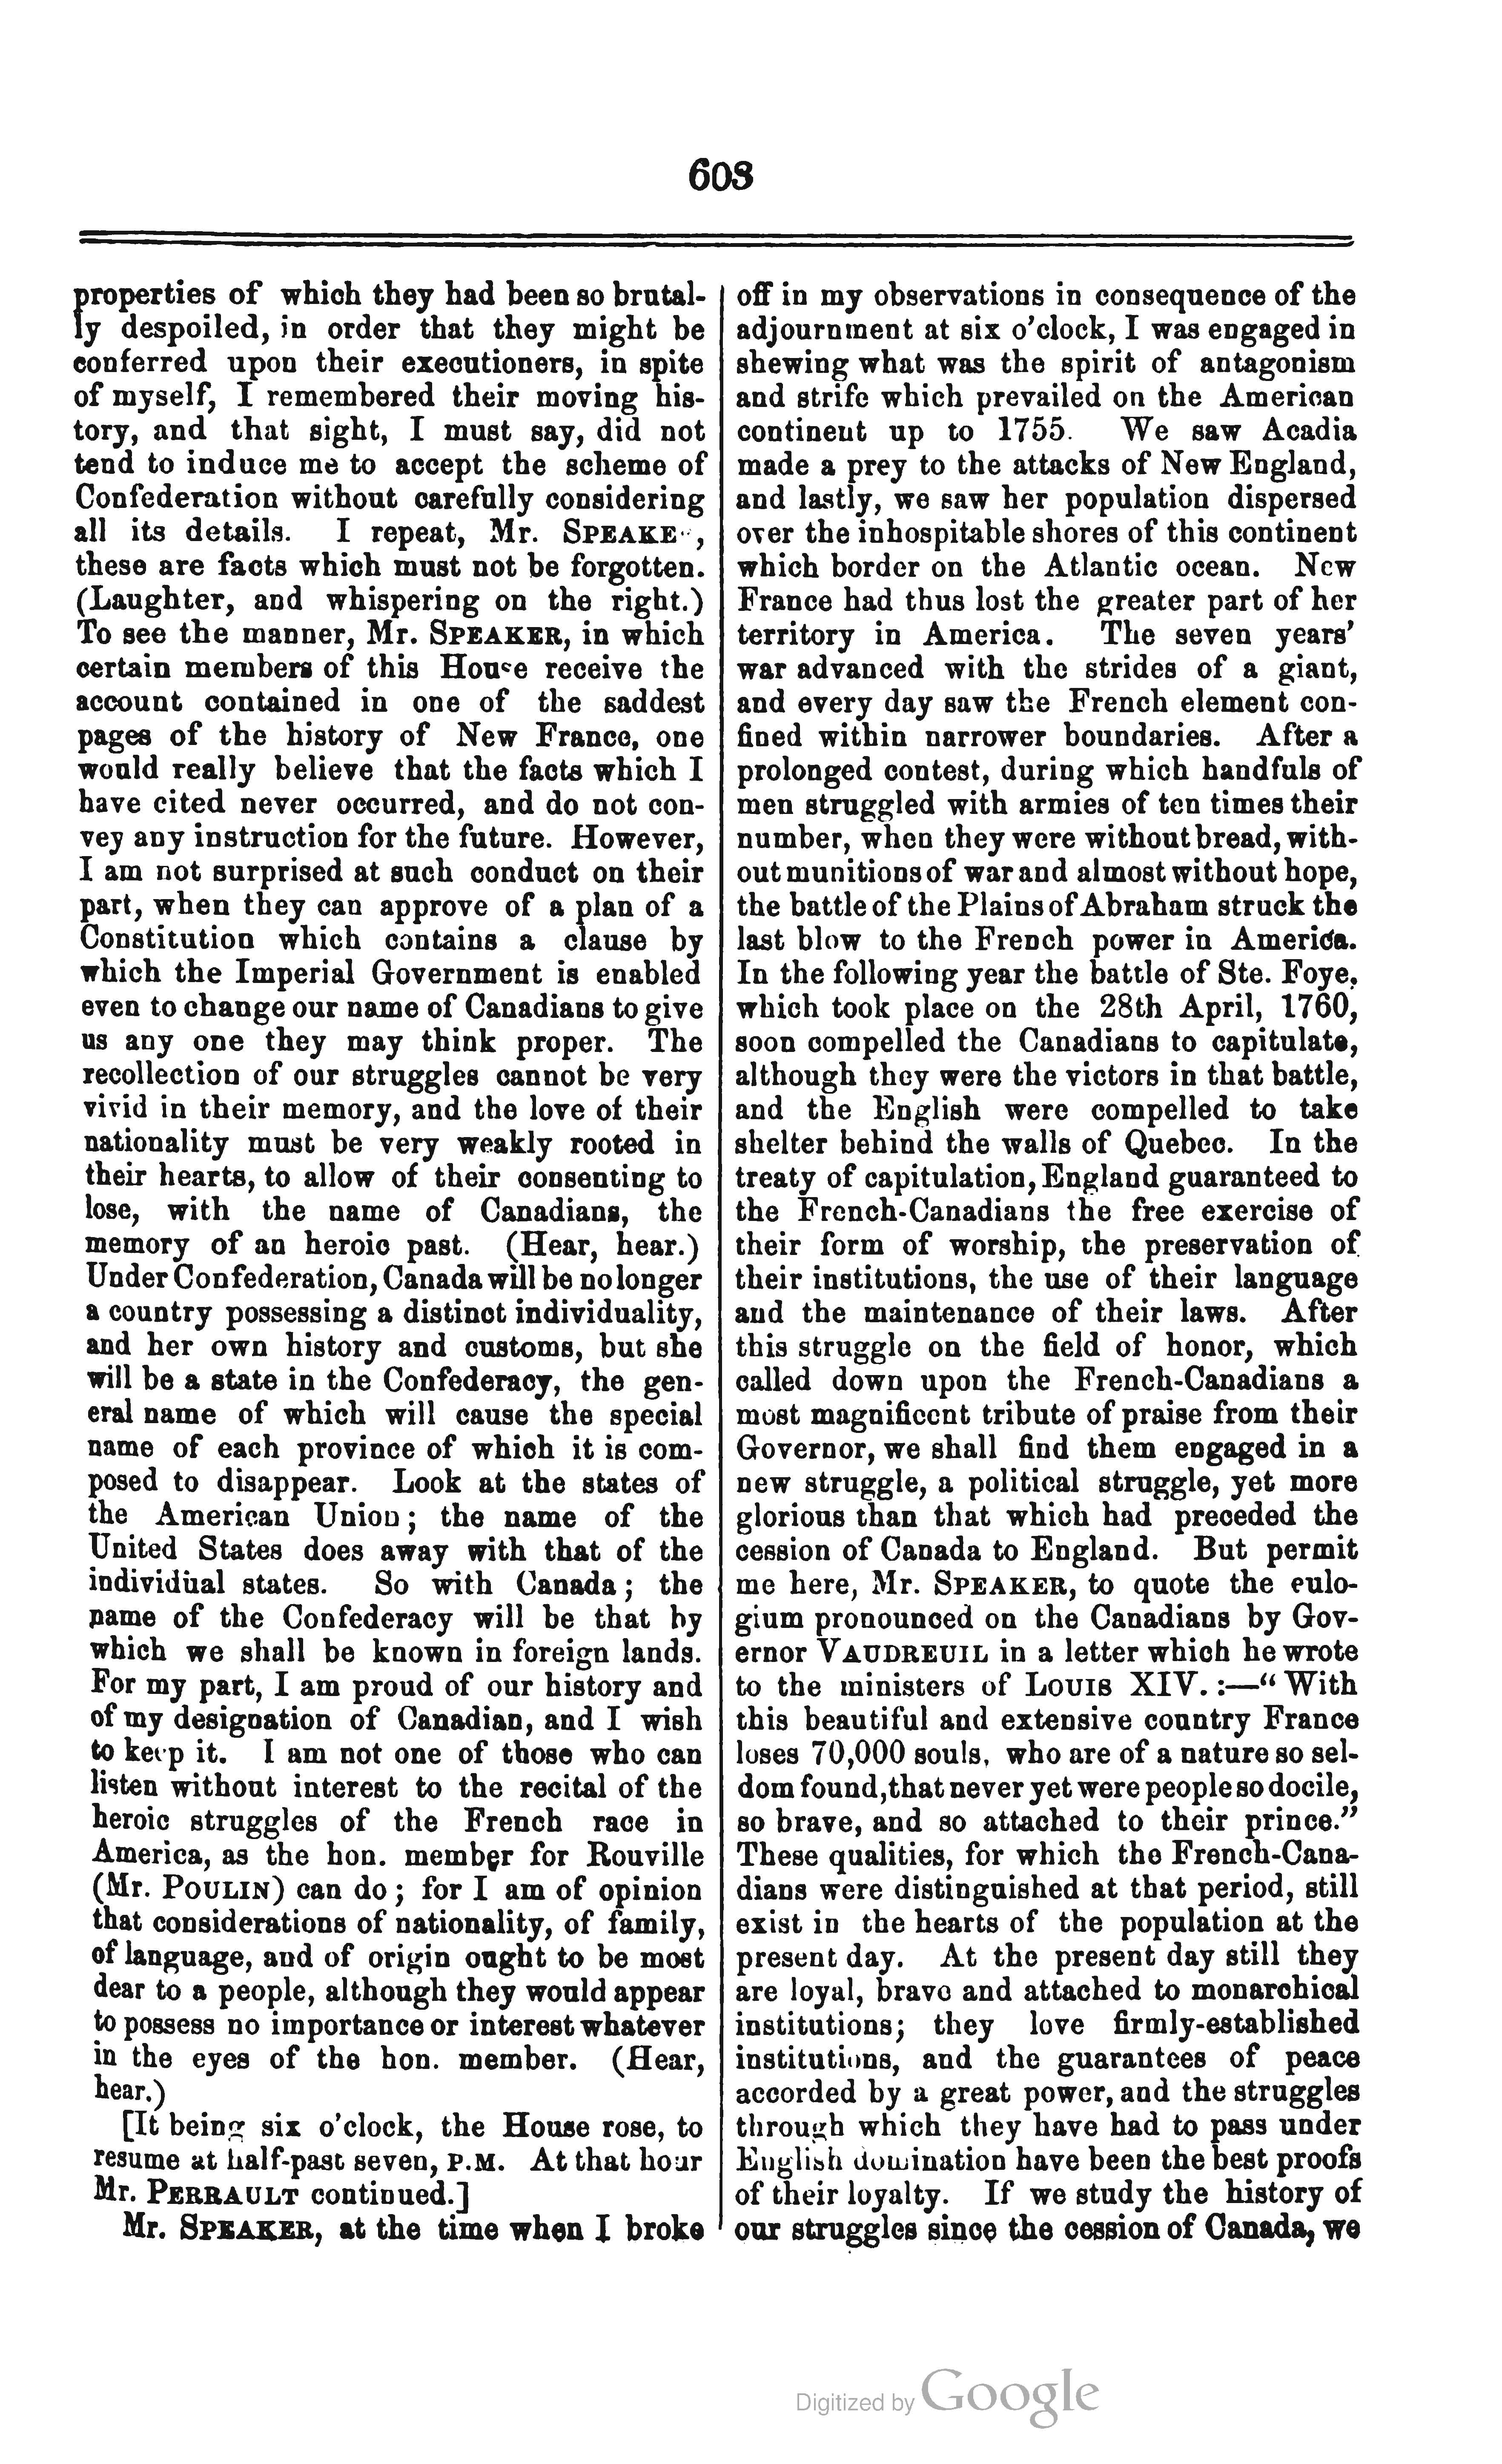 603
properties of which they had been so brutal-
ly despoiled, in order that they might be
conferred upon their executioners, in spite
of myself, I remembered their moving his-
tory, and that sight, I must say, did not
tend to induce me to accept the scheme of
Confederation without carefully considering
all its details. I repeat, Mr. SPEAKE ,
these are facts which must not be forgotten.
(Laughter, and whispering on the right.)
To see the manner, Mr. SPEAKER, in which
certain members of this House receive the
account contained in one of the saddest
pages of the history of New France, one
would really believe that the facts which I
have cited never occurred, and do not con-
vey any instruction for the future. However,
I am not surprised at such conduct on their
part, when they can approve of a plan of a
Constitution which contains a clause by
which the Imperial Government is enabled
even to change our name of Canadians to give
us any one they may think proper. The
recollection of our struggles cannot be very
vivid in their memory, and the love of their
nationality must be very weakly rooted in
their hearts, to allow of their consenting to
lose, with the name of Canadians, the
memory of an heroic past. (Hear, hear.)
Under Confederation, Canada will be no longer
a country possessing a distinct individuality,
and her own history and customs, but she
will be a state in the Confederacy, the gen-
eral name of which will cause the special
name of each province of which it is com-
posed to disappear. Look at the states of
the American Union; the name of the
United States does away with that of the
individual states. So with Canada; the
name of the Confederacy will be that by
which we shall be known in foreign lands.
For my part, I am proud of our history and
of my designation of Canadian, and I wish
to keep it. I am not one of those who can
listen without interest to the recital of the
heroic struggles of the French race in
America, as the hon. member for Rouville
(Mr. POULIN) can do; for I am of opinion
that considerations of nationality, of family,
of language, and of origin ought to be most
dear to a people, although they would appear
to possess no importance or interest whatever
in the eyes of the hon. member. (Hear,
hear.)
[It being six o'clock, the House rose, to
resume at half-past seven, P.M. At that hour
Mr. PERRAULT continued.]
Mr. SPEAKER, at the time when I broke
off in my observations in consequence of the
adjournment at six o'clock, I was engaged in
shewing what was the spirit of antagonism
and strife which prevailed on the American
continent up to 1755. We saw Acadia
made a prey to the attacks of New England,
and lastly, we saw her population dispersed
over the inhospitable shores of this continent
which border on the Atlantic ocean. New
France had thus lost the greater part of her
territory in America. The seven years'
war advanced with the strides of a giant,
and every day saw the French element con-
fined within narrower boundaries. After a
prolonged contest, during which handfuls of
men struggled with armies of ten times their
number, when they were without bread, with-
out munitions of war and almost without hope,
the battle of the Plains of Abraham struck the
last blow to the French power in America.
In the following year the battle of Ste. Foye,
which took place on the 28th April, 1760,
soon compelled the Canadians to capitulate,
although they were the victors in that battle,
and the English were compelled to take
shelter behind the walls of Quebec. In the
treaty of capitulation, England guaranteed to
the French-Canadians the free exercise of
their form of worship, the preservation of
their institutions, the use of their language
and the maintenance of their laws. After
this struggle on the field of honor, which
called down upon the French-Canadians a
most magnificent tribute of praise from their
Governor, we shall find them engaged in a
new struggle, a political struggle, yet more
glorious than that which had preceded the
cession of Canada to England. But permit
me here, Mr. SPEAKER, to quote the eulo-
gium pronounced on the Canadians by Gov-
ernor VAUDREUIL in a letter which he wrote
to the ministers of LOUIS XIV. :—“ With
this beautiful and extensive country France
loses 70,000 souls, who are of a nature so sel-
dom found, that never yet were people so docile,
so brave, and so attached to their prince.”
These qualities, for which the French-Cana-
dians were distinguished at that period, still
exist in the hearts of the population at the
present day. At the present day still they
are loyal, brave and attached to monarchical
institutions; they love firmly-established
institutions, and the guarantees of peace
accorded by a great power, and the struggles
through which they have had to pass under
English domination have been the best proofs
of their loyalty. If we study the history of
our struggles since the cession of Canada, we
Digitized by Google